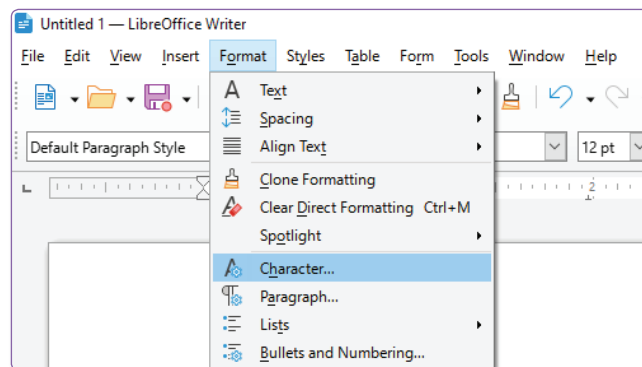 Untitled 1 — LibreOffice Writer
File Edit View Insert Format Styles Table Form Tools Window Help
Text
Spacing
Default Paragraph Style 12 pt
Align Text
Clone Formatting
2
Clear Direct Formatting Ctrl+M
Spotlight
Character...
Paragraph...
Lists
Bullets and Numbering...